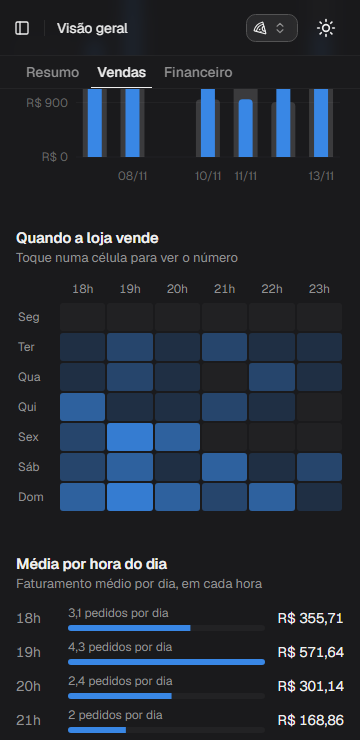 Visão geral
Resumo Vendas Financeiro
R$ 900
R$ 0
08/11 10/11 11/11 13/11
Quando a loja vende
Toque numa célula para ver o número
18h 19h 20h 21h 22h 23h
Seg
Ter
Qua
Qui
Sex
Sáb
Dom
Média por hora do dia
Faturamento médio por dia, em cada hora
18h 3,1 pedidos por dia R$ 355,71
19h 4,3 pedidos por dia R$ 571,64
20h 2,4 pedidos por dia R$ 301,14
21h 2 pedidos por dia R$ 168,86